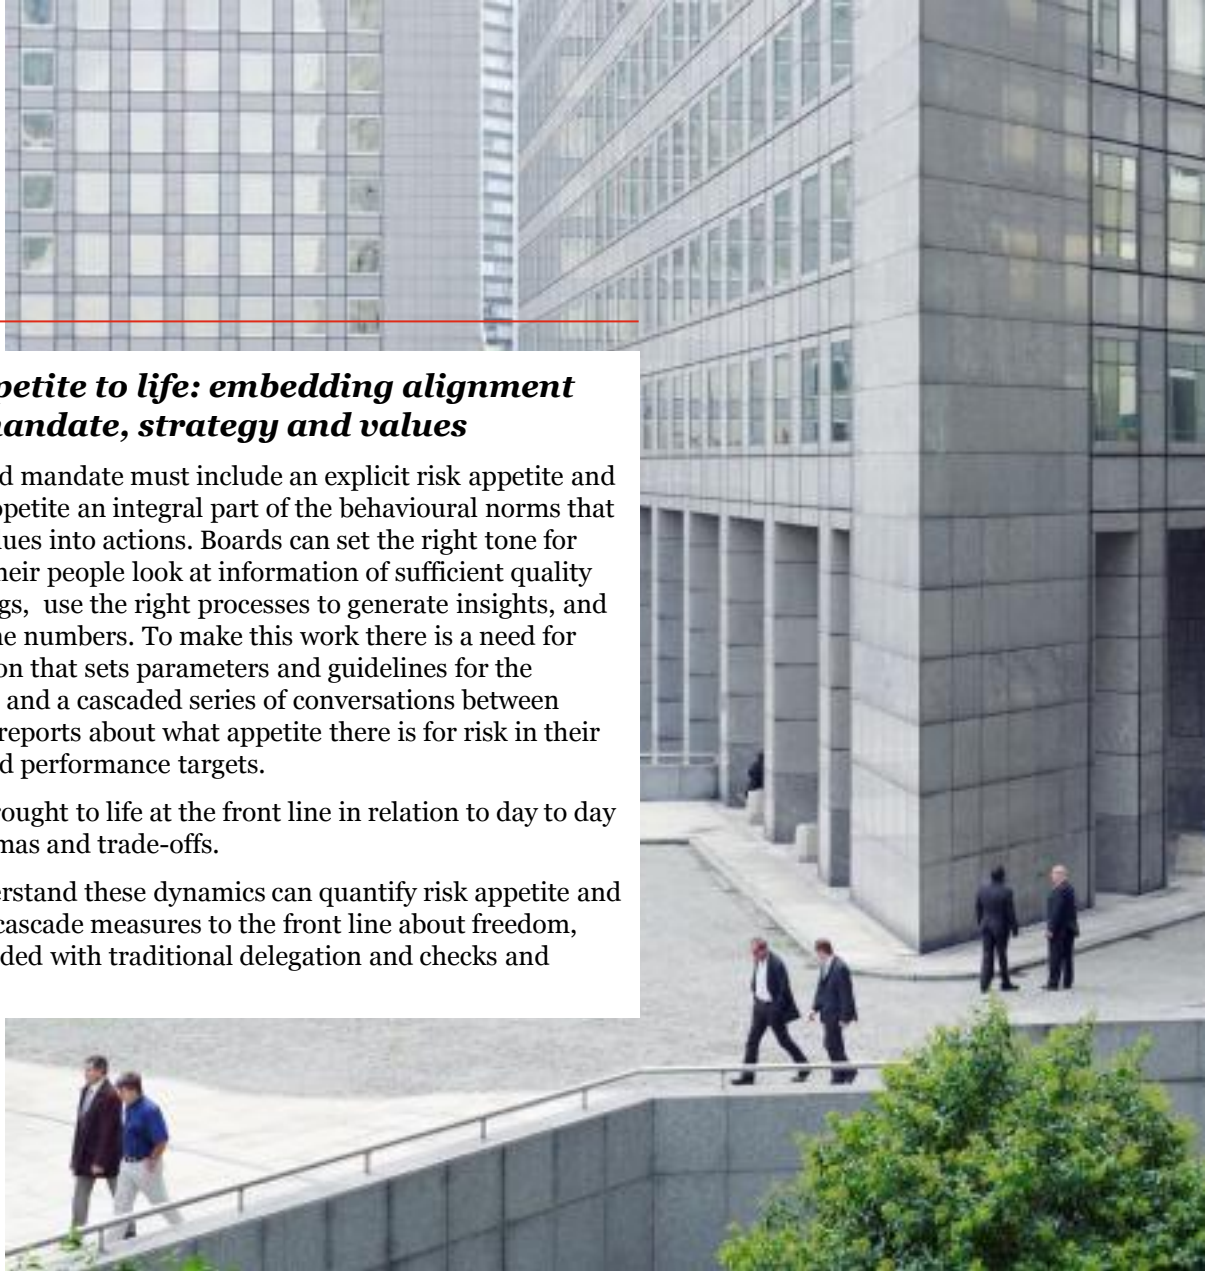 petite to life: embedding alignment
andate, strategy and values
d mandate must include an explicit risk appetite and
petite an integral part of the behavioural norms that
lues into actions. Boards can set the right tone for
heir people look at information of sufficient quality
gs, use the right processes to generate insights, and
he numbers. To make this work there is a need for
on that sets parameters and guidelines for the
and a cascaded series of conversations between
reports about what appetite there is for risk in their
d performance targets.
rought to life at the front line in relation to day to day
mas and trade-offs.
erstand these dynamics can quantify risk appetite and
cascade measures to the front line about freedom,
ded with traditional delegation and checks and